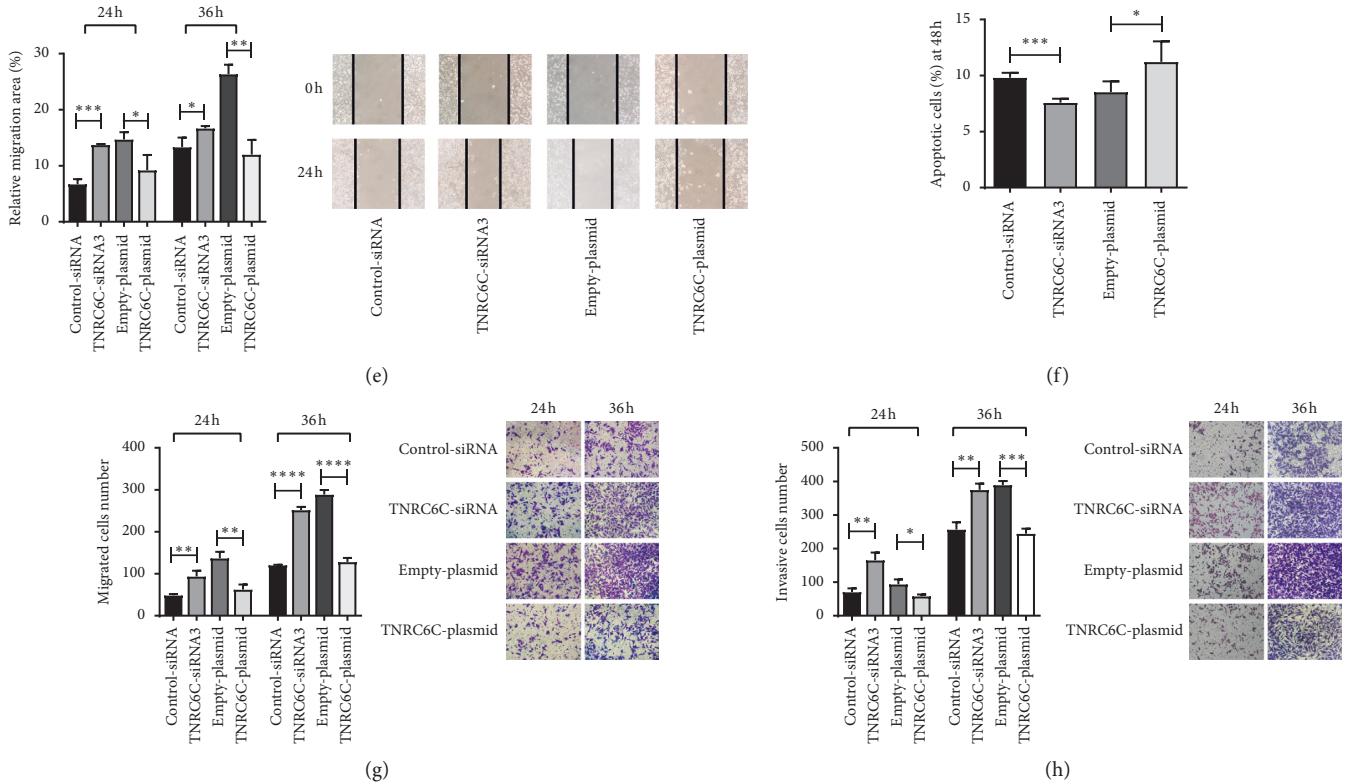 24h
36h
Relative migration area (%)
30
20
10
0
***
*
*
**
Control-siRNA
TNRC6C-siRNA3
Empty-plasmid
TNRC6C-plasmid
Control-siRNA
TNRC6C-siRNA3
Empty-plasmid
TNRC6C-plasmid
0h
24h
Control-siRNA
TNRC6C-siRNA
Empty-plasmid
TNRC6C-plasmid
(e)
Apoptotic cells (%) at 48h
15
10
5
0
***
*
Control-siRNA
TNRC6C-siRNA3
Empty-plasmid
TNRC6C-plasmid
(f)
24h
36h
Migrated cells number
400
300
200
100
0
**
**
****
****
Control-siRNA
TNRC6C-siRNA3
Empty-plasmid
TNRC6C-plasmid
Control-siRNA
TNRC6C-siRNA3
Empty-plasmid
TNRC6C-plasmid
24h
36h
Control-siRNA
TNRC6C-siRNA
Empty-plasmid
TNRC6C-plasmid
(g)
24h
36h
Invasive cells number
500
400
300
200
100
0
**
*
**
***
Control-siRNA
TNRC6C-siRNA3
Empty-plasmid
TNRC6C-plasmid
Control-siRNA
TNRC6C-siRNA3
Empty-plasmid
TNRC6C-plasmid
24h
36h
Control-siRNA
TNRC6C-siRNA
Empty-plasmid
TNRC6C-plasmid
(h)